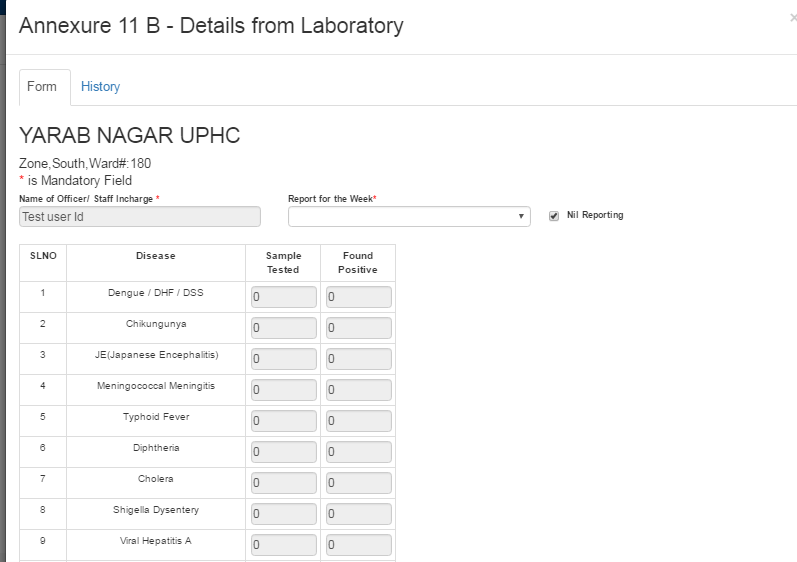 Annexure 11 B - Details from Laboratory ×
Form History
YARAB NAGAR UPHC
Zone,South,Ward#:180
* is Mandatory Field
Name of Officer/ Staff Incharge * Report for the Week*
Test user Id Nil Reporting
SLNO Disease Sample Tested Found Positive
1 Dengue / DHF / DSS 0 0
2 Chikungunya 0 0
3 JE(Japanese Encephalitis) 0 0
4 Meningococcal Meningitis 0 0
5 Typhoid Fever 0 0
6 Diphtheria 0 0
7 Cholera 0 0
8 Shigella Dysentery 0 0
9 Viral Hepatitis A 0 0